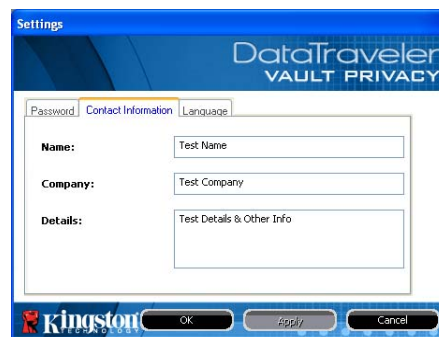 Settings
DataTraveler
VAULT PRIVACY
Password Contact Information Language
Name: Test Name
Company: Test Company
Details: Test Details & Other Info
Kingston
TECHNOLOGY
OK Apply Cancel